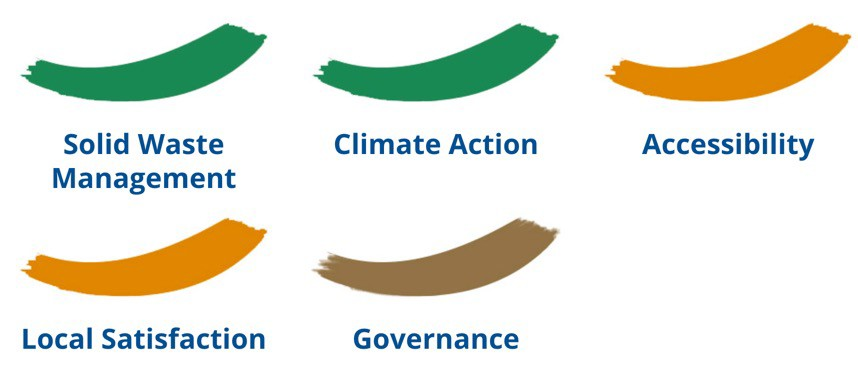 Solid Waste
Management
Climate Action
Accessibility
Local Satisfaction
Governance